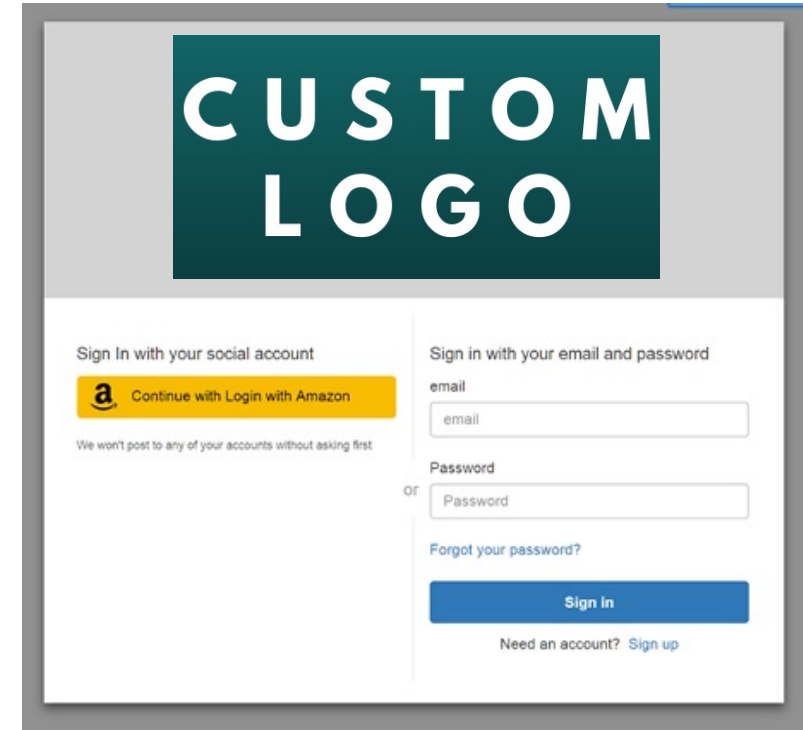 CUSTOM
LOGO
Sign In with your social account
Continue with Login with Amazon
We won't post to any of your accounts without asking first
or
Sign in with your email and password
email
email
Password
Password
Forgot your password?
Sign in
Need an account? Sign up